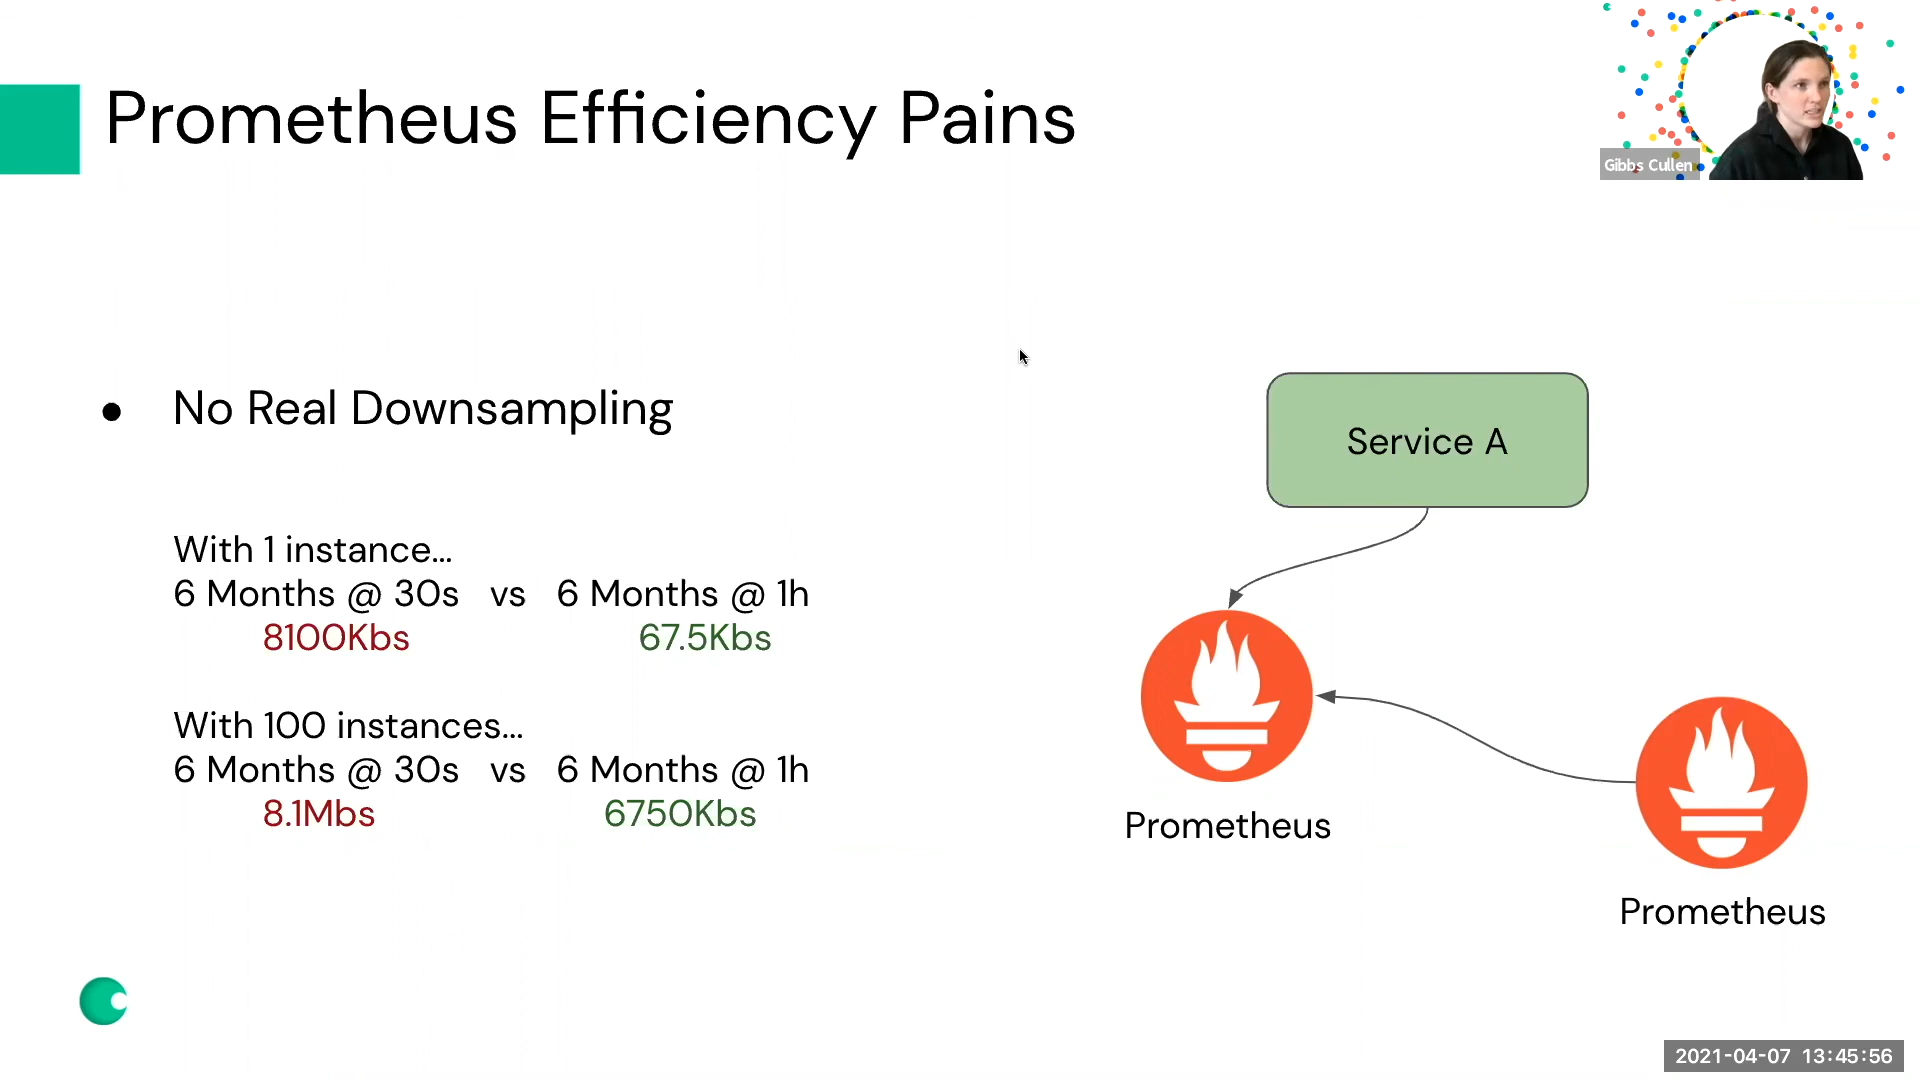 Prometheus Efficiency Pains
Gibbs Cullen
● No Real Downsampling
With 1 instance...
6 Months @ 30s vs 6 Months @ 1h
8100Kbs 67.5Kbs
With 100 instances...
6 Months @ 30s vs 6 Months @ 1h
8.1Mbs 6750Kbs
Service A
Prometheus
Prometheus
2021-04-07 13:45:56